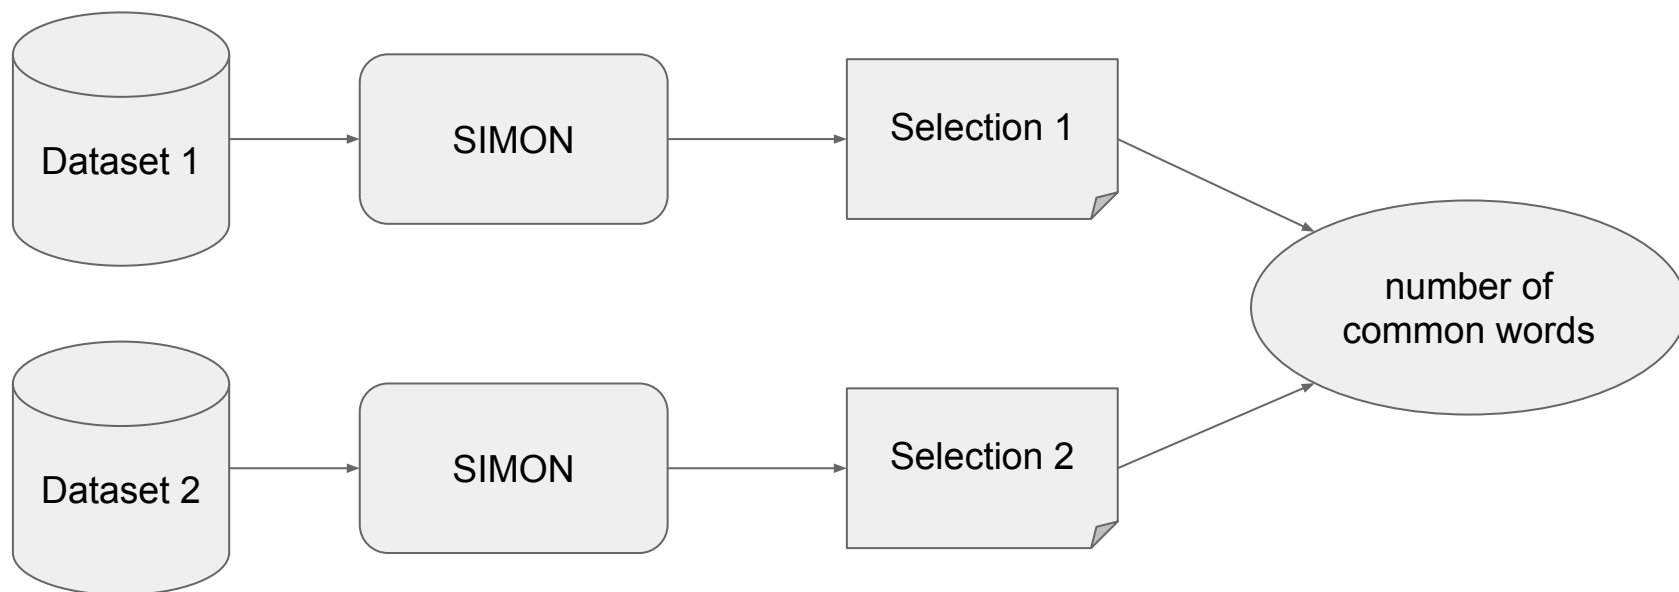 Dataset 1
SIMON
Selection 1
number of
common words
Dataset 2
SIMON
Selection 2